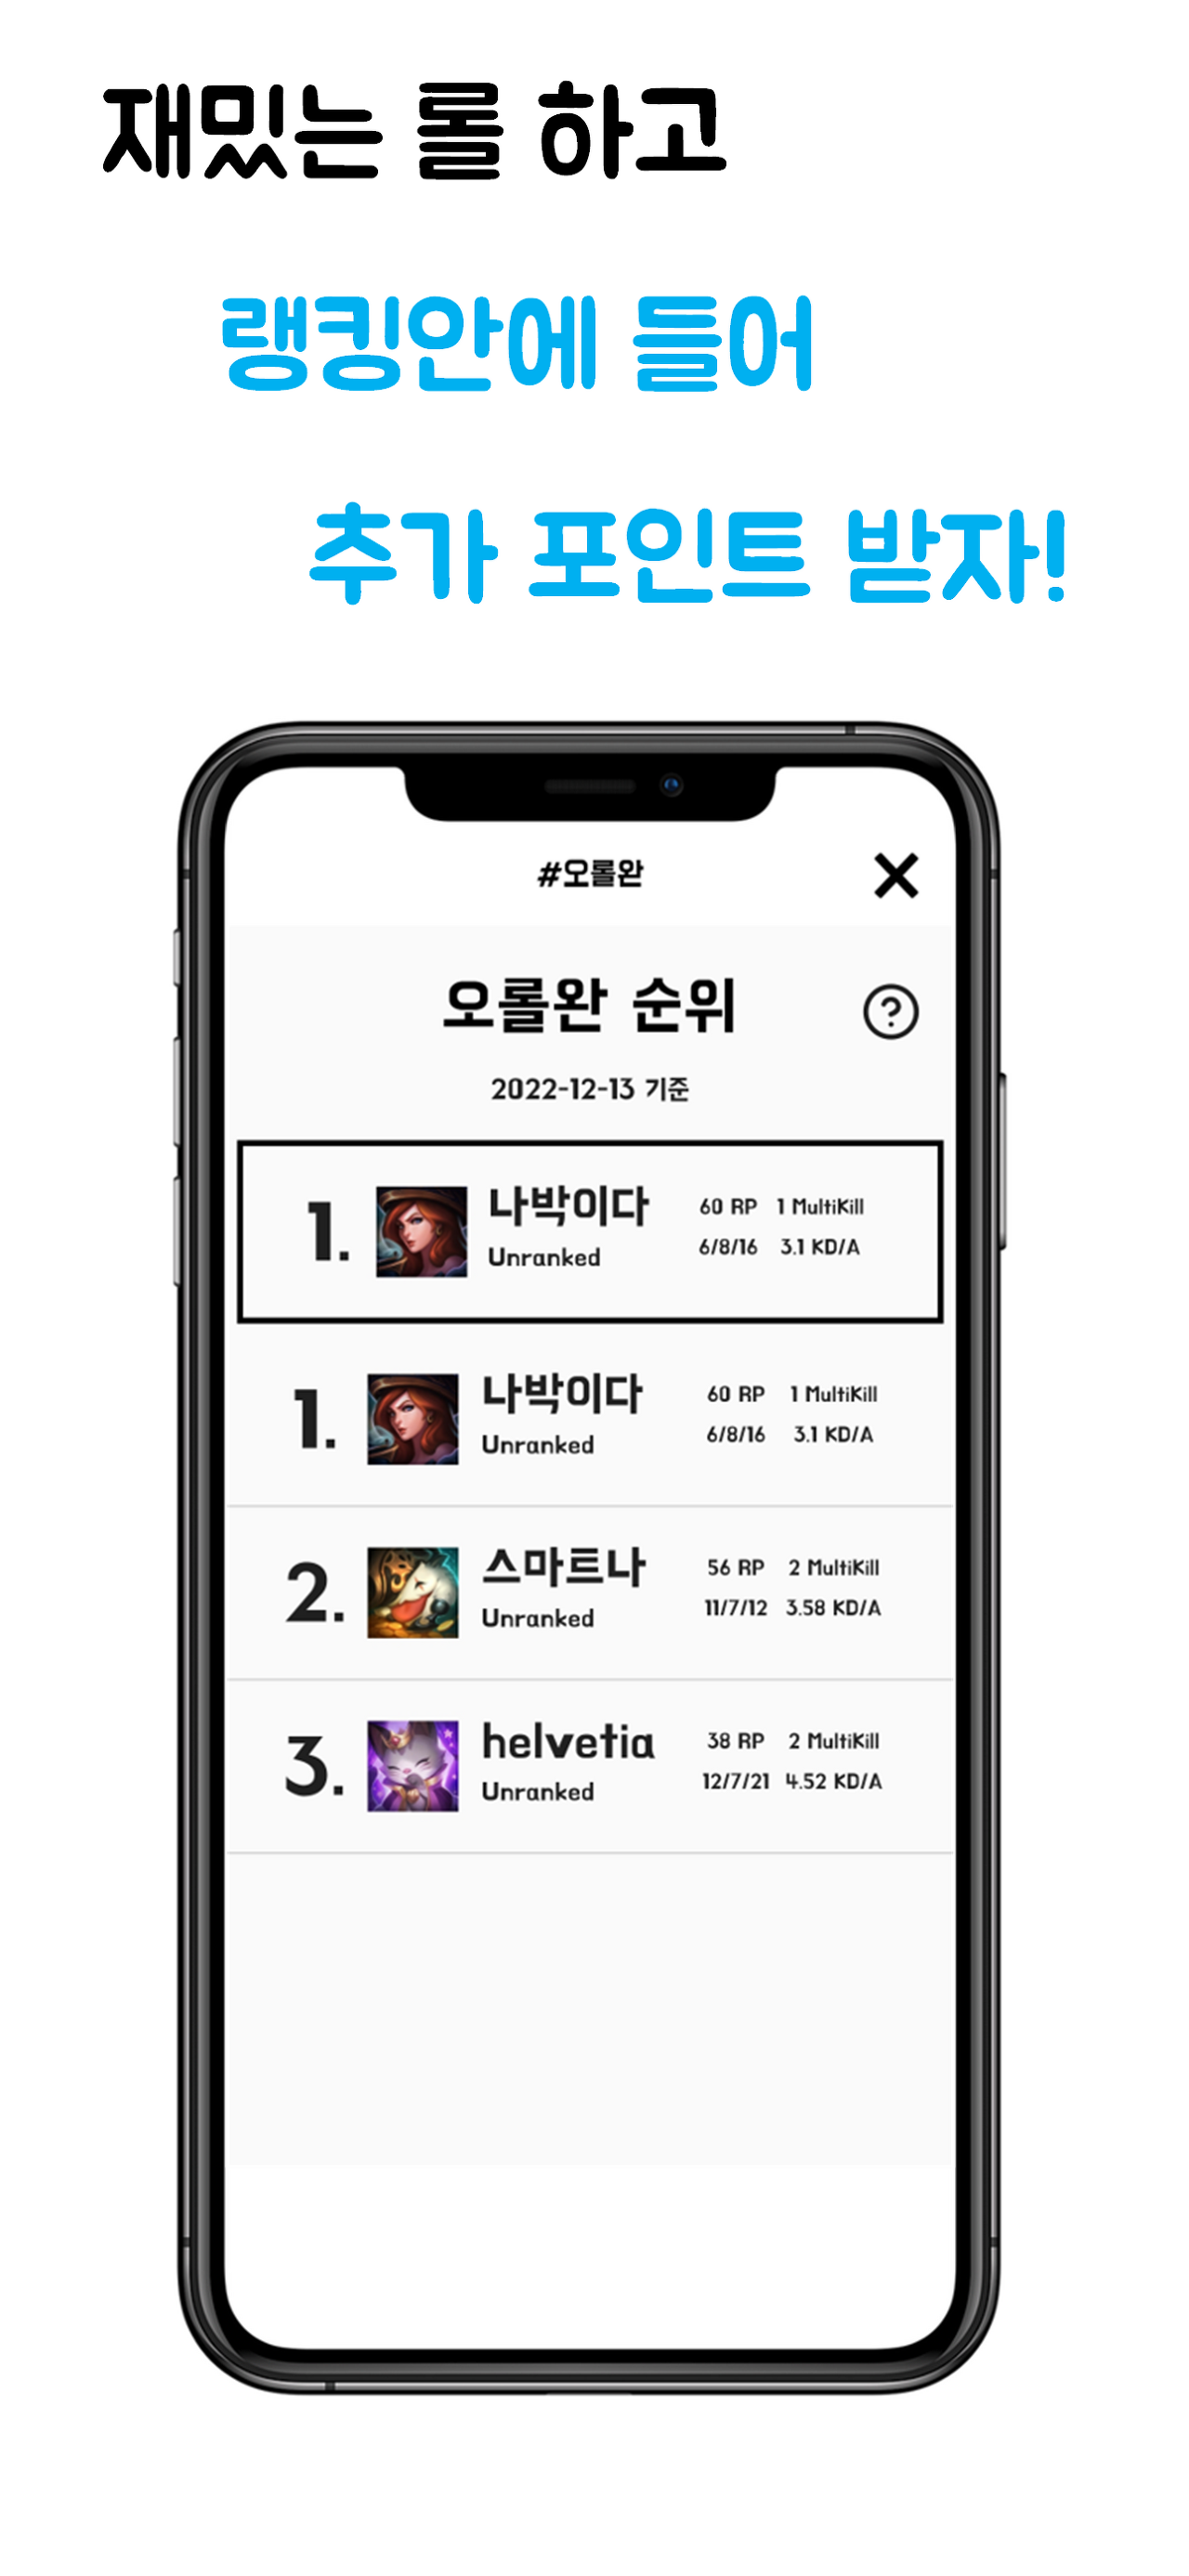 재밌는 롤 하고
랭킹안에 들어
추가 포인트 받자!
#오롤완
오롤완 순위
2022-12-13 기준
1. 나박이다 60 RP 1 MultiKill
Unranked 6/8/16 3.1 KD/A
1. 나박이다 60 RP 1 MultiKill
Unranked 6/8/16 3.1 KD/A
2. 스마트나 56 RP 2 MultiKill
Unranked 11/7/12 3.58 KD/A
3. helvetia 38 RP 2 MultiKill
Unranked 12/7/21 4.52 KD/A